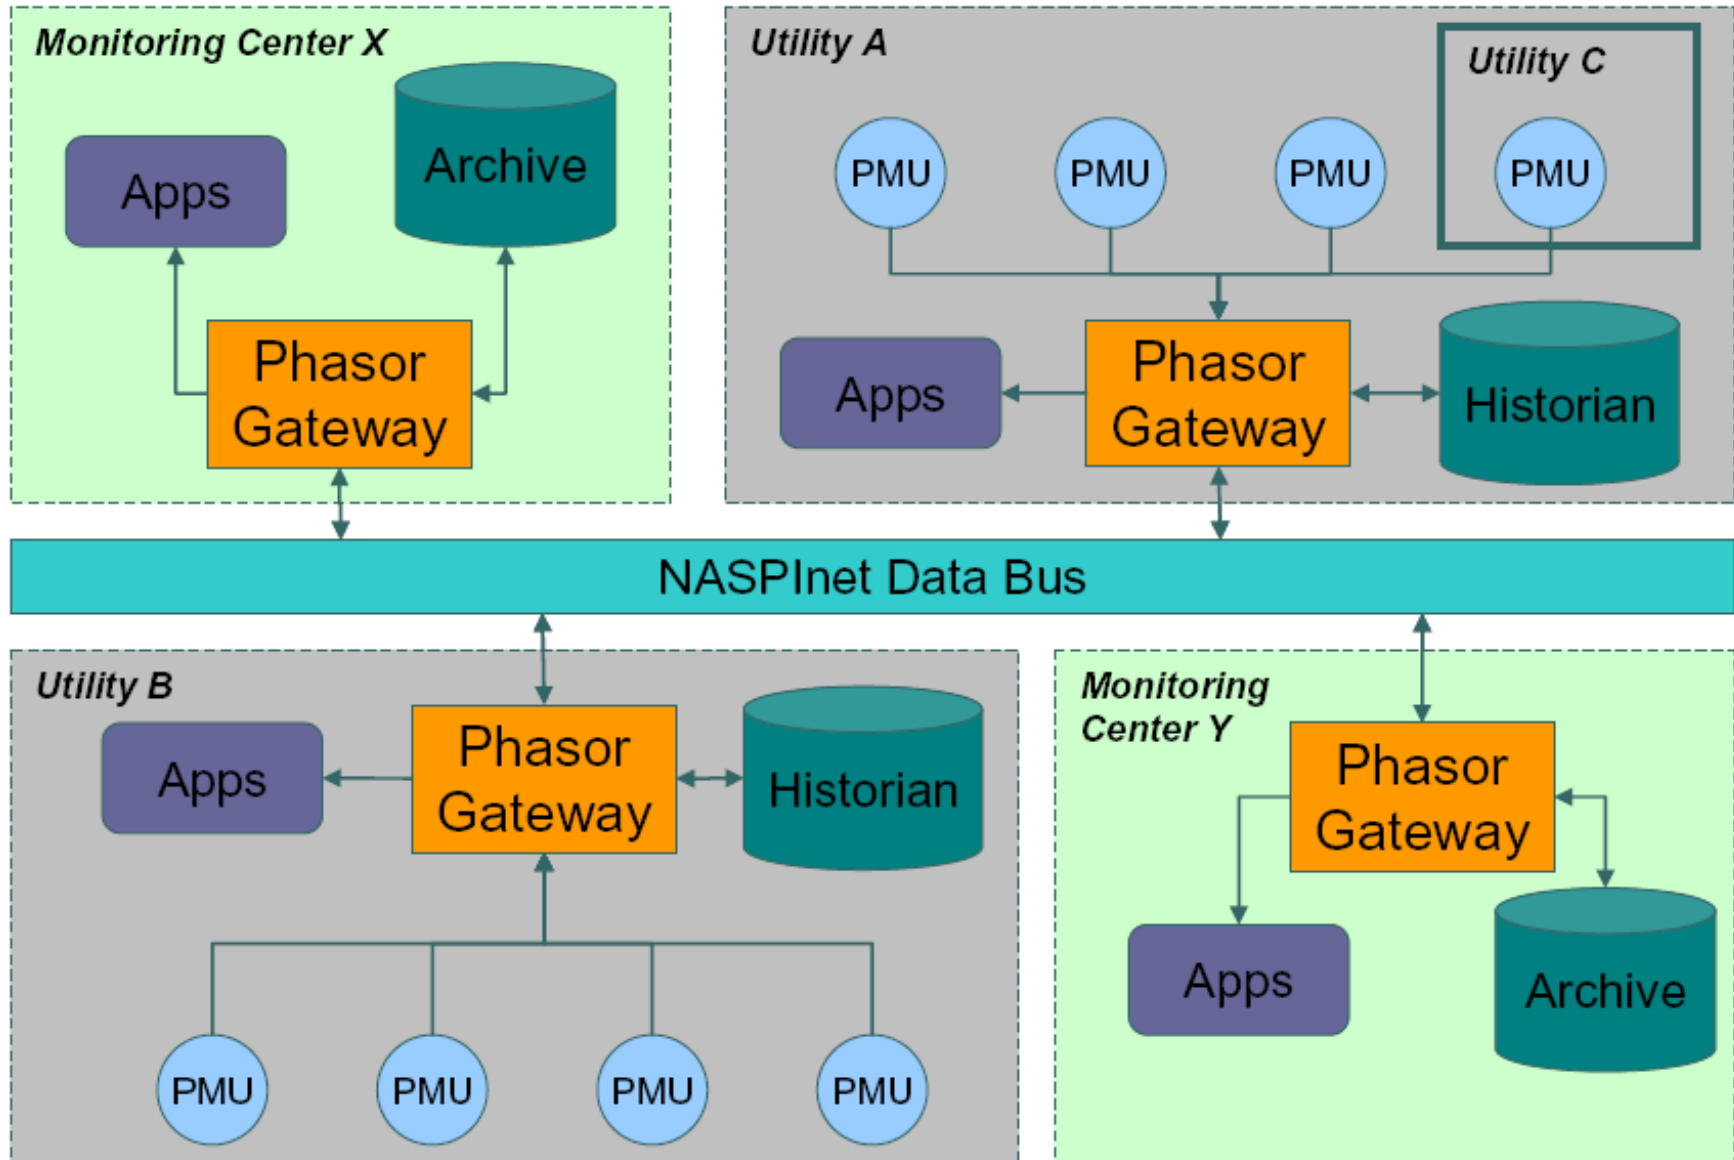 Monitoring Center X
Apps
Archive
Phasor
Gateway
Utility A
Utility C
PMU
PMU
PMU
PMU
Apps
Phasor
Gateway
Historian
NASPInet Data Bus
Utility B
Apps
Phasor
Gateway
Historian
PMU
PMU
PMU
PMU
Monitoring
Center Y
Phasor
Gateway
Apps
Archive